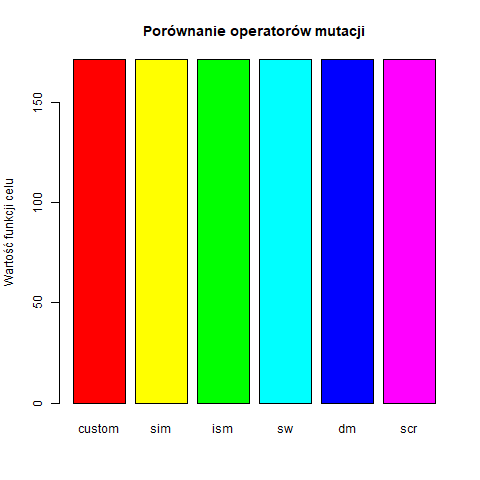 Porównanie operatorów mutacji
Wartość funkcji celu
150
100
50
0
custom sim ism sw dm scr